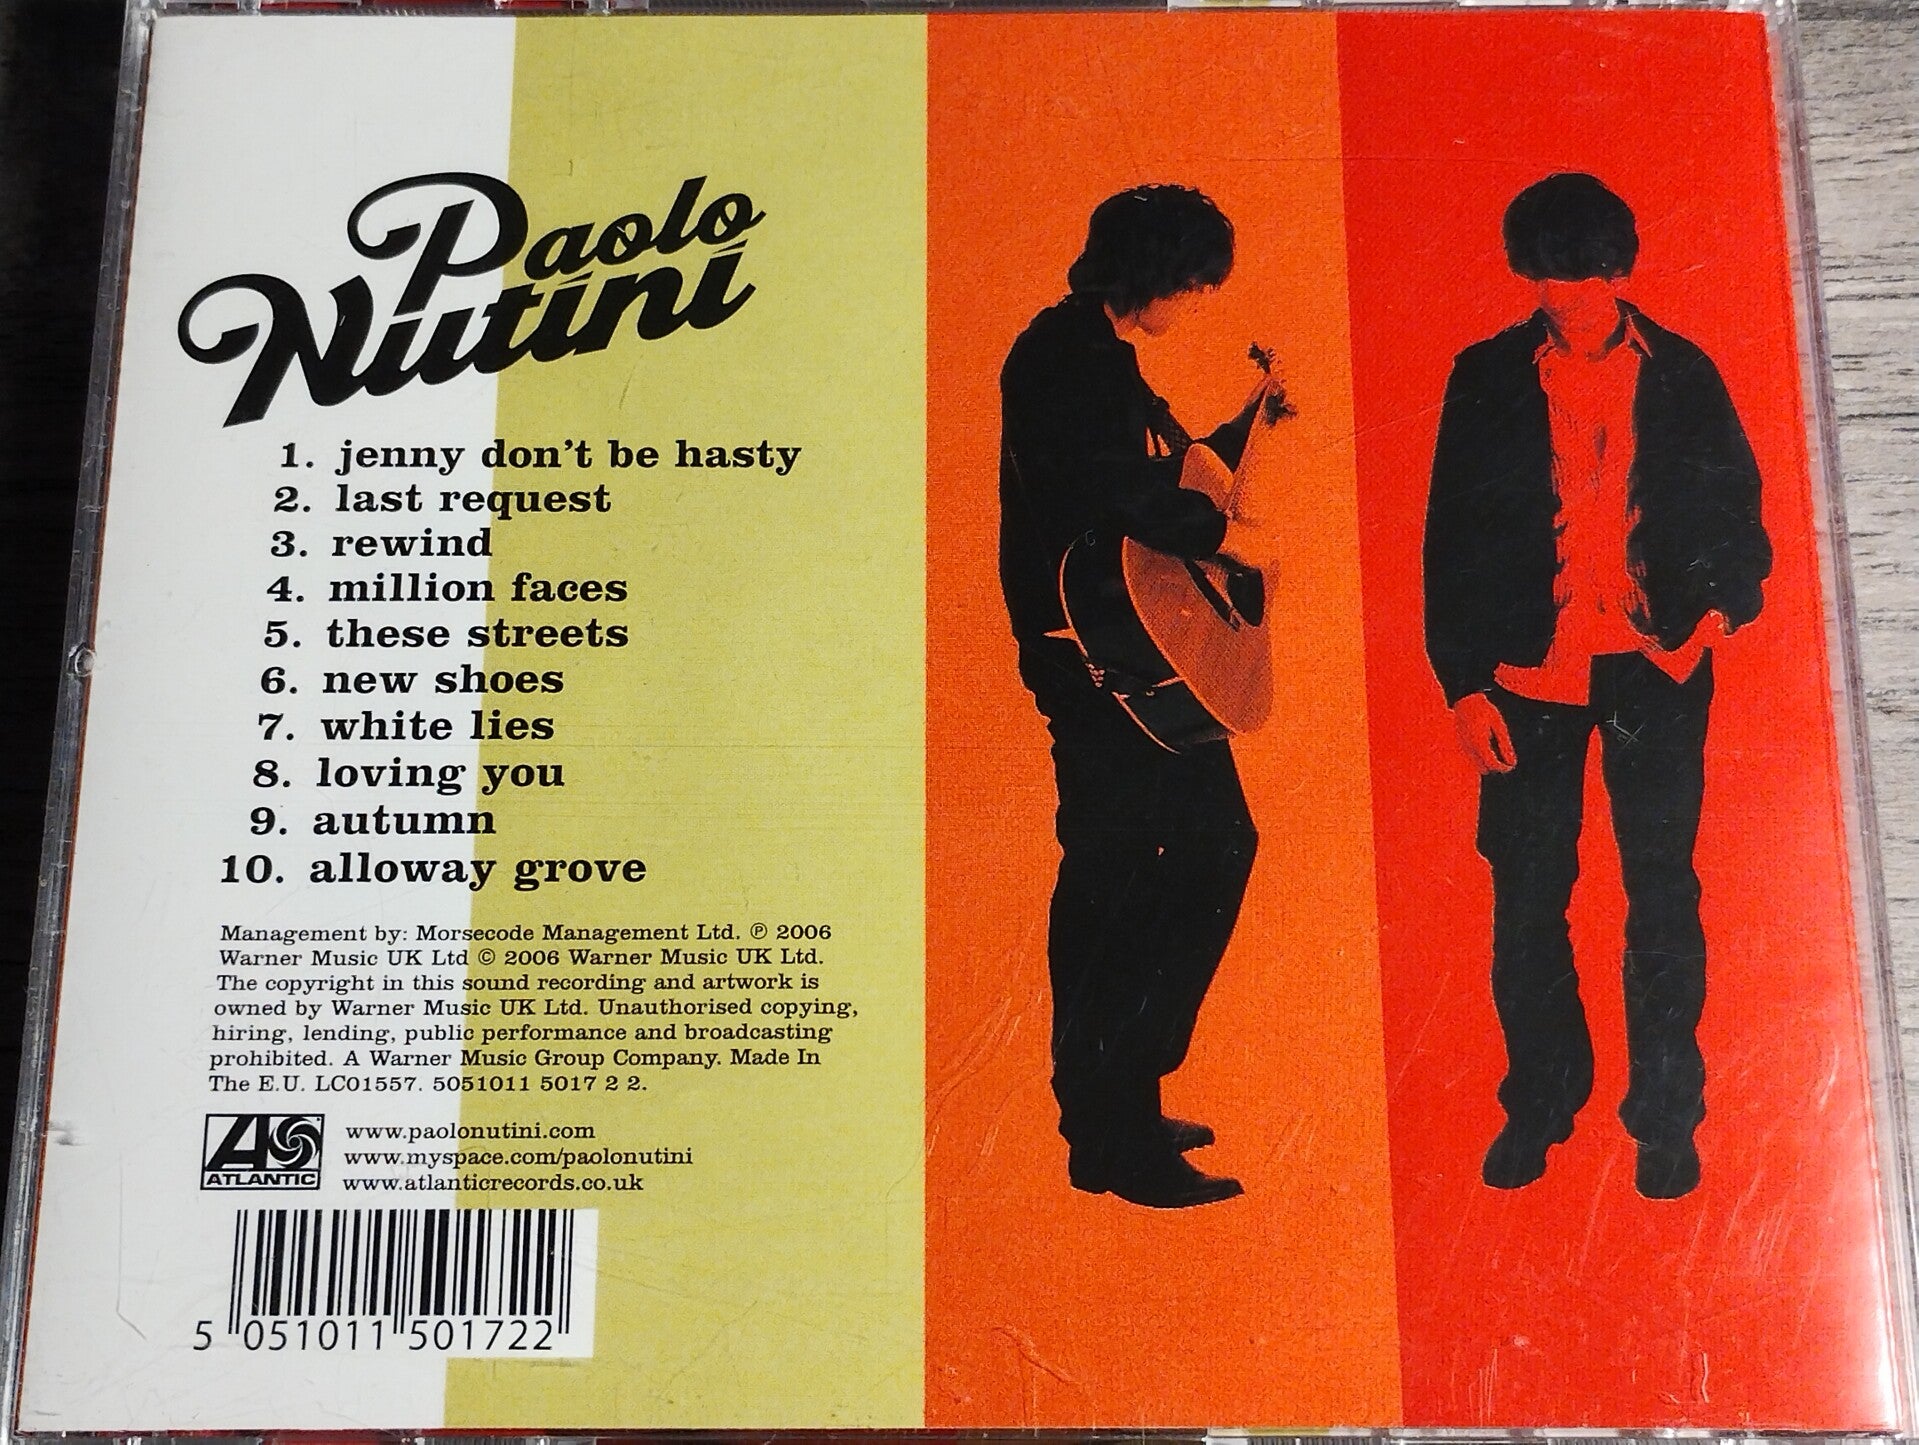 Paolo
Nutini
1. jenny don't be hasty
2. last request
3. rewind
4. million faces
5. these streets
6. new shoes
7. white lies
8. loving you
9. autumn
10. alloway grove
Management by: Morsecode Management Ltd. ℗ 2006
Warner Music UK Ltd © 2006 Warner Music UK Ltd.
The copyright in this sound recording and artwork is
owned by Warner Music UK Ltd. Unauthorised copying,
hiring, lending, public performance and broadcasting
prohibited. A Warner Music Group Company. Made In
The E.U. LC01557. 5051011 5017 2 2.
ATLANTIC
www.paolonutini.com
www.myspace.com/paolonutini
www.atlanticrecords.co.uk
5 051011 501722